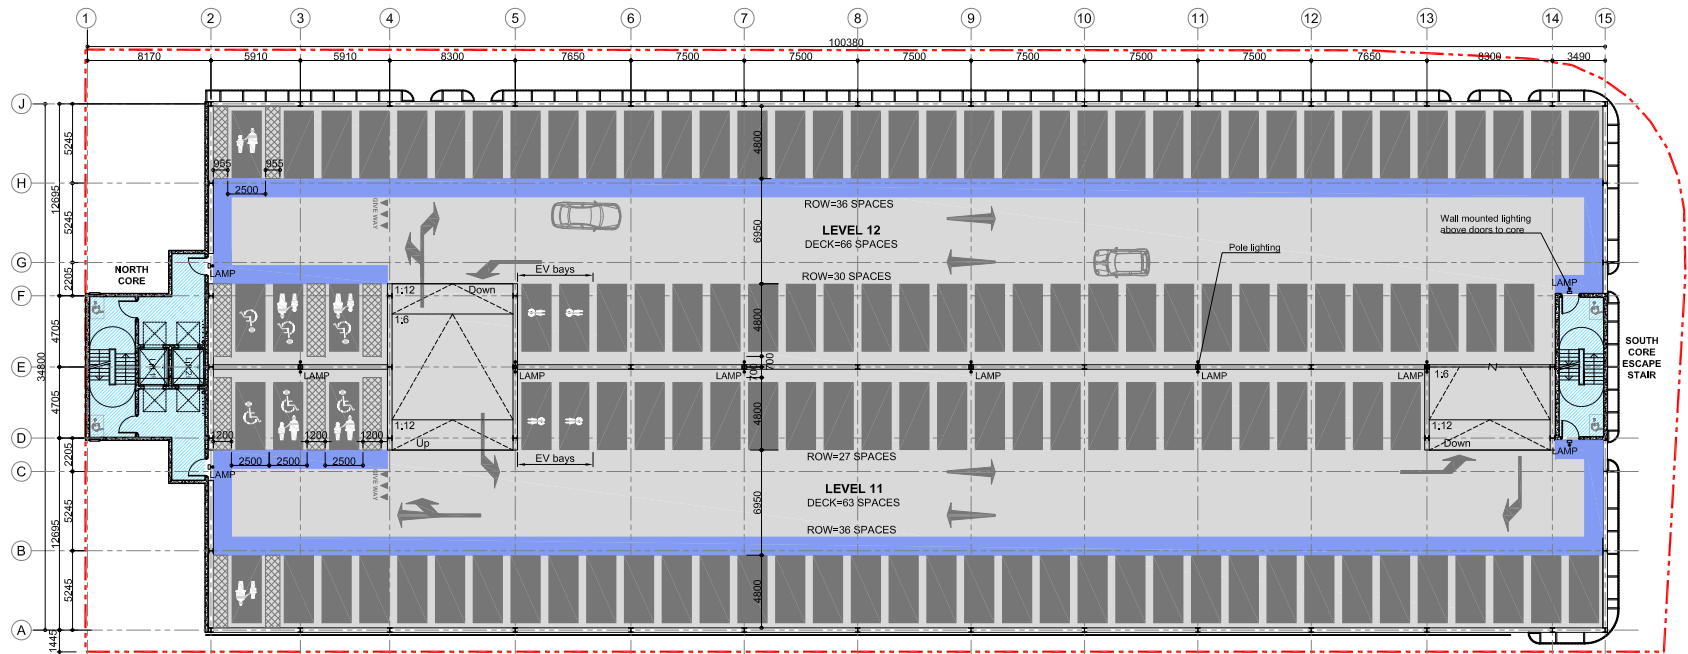 1 2 3 4 5 6 7 8 9 10 11 12 13 14 15
100380
8170 5910 5910 8300 7650 7500 7500 7500 7500 7500 7500 7650 8300 3490
J
H
G
F
E
D
C
B
A
5245
12695
5245
2205
4705
34800
4705
2205
5245
12695
5245
1445
955 955
2500
4800
GIVE WAY
ROW=36 SPACES
LEVEL 12
DECK=66 SPACES
6950
Wall mounted lighting
above doors to core
Pole lighting
NORTH
CORE
LAMP
EV bays
ROW=30 SPACES
LAMP
1:12
Down
1:6
4800
700
700
LAMP
LAMP
LAMP
LAMP
LAMP
LAMP
1:6
SOUTH
CORE
ESCAPE
STAIR
4800
1:12
Up
1:12
Down
1200 1200 1200
2500 2500 2500
LAMP
EV bays
ROW=27 SPACES
LAMP
GIVE WAY
LEVEL 11
DECK=63 SPACES
6950
ROW=36 SPACES
4800